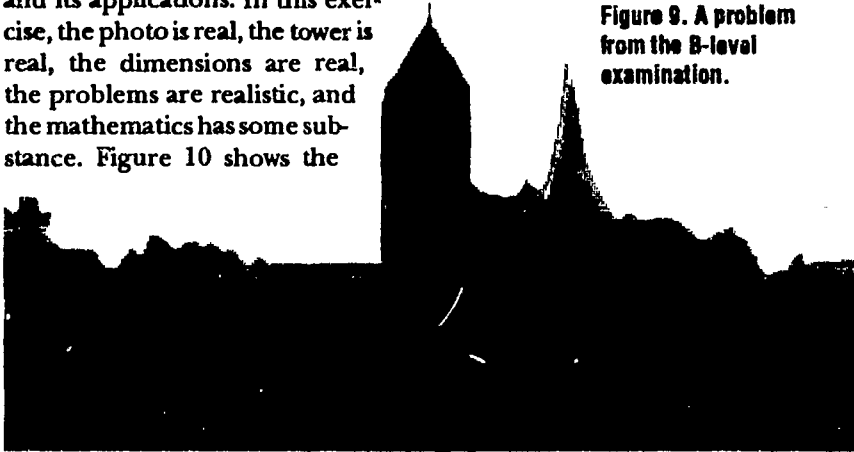 and its applications. In this exer-
cise, the photo is real, the tower is
real, the dimensions are real,
the problems are realistic, and
the mathematics has some sub-
stance. Figure 10 shows the
Figure 9. A problem
from the B-level
examination.